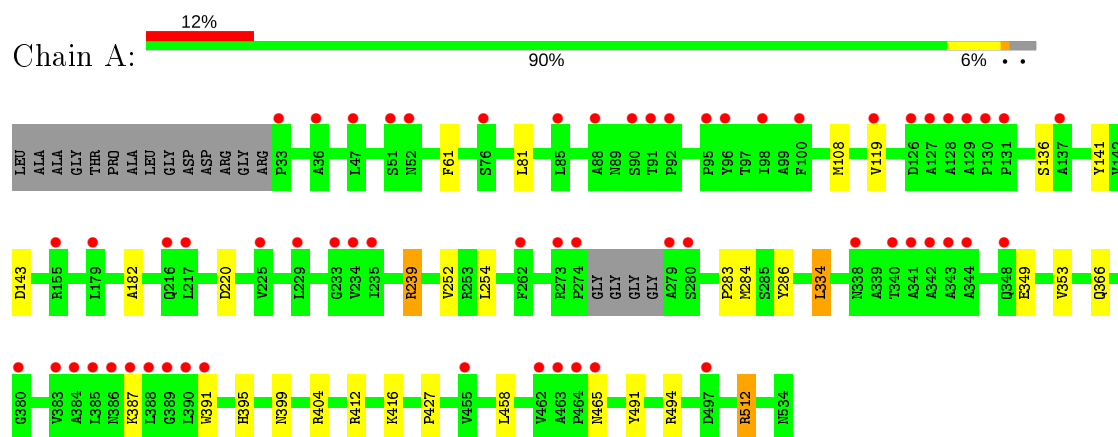 12%
Chain A:
90%
6%
LEU ALA ALA GLY THR PRO ALA LEU GLY ASP ASP ARG GLY ARG P33 A36 L47 S51 N52 F61 S76 L81 L85 A88 N89 S90 T91 P92 P95 Y96 T97 I98 A99 F100 M108 V119 D126 A127 A128 A129 P130 P131 S136 A137 Y141
D143 R155 L179 A182 Q216 L217 D220 V225 L229 G233 V234 I235 R239 V252 R253 L254 F262 R273 P274 GLY GLY GLY GLY A279 S280 P283 M284 S285 Y286 L334 N338 A339 T340 A341 A342 A343 A344 Q348 E349 V353 Q366
G380 V383 A384 L385 N386 K387 L388 G389 L390 W391 H395 N399 R404 R412 K416 P427 V455 L458 V462 A463 P464 N465 Y491 R494 D497 R512 N534